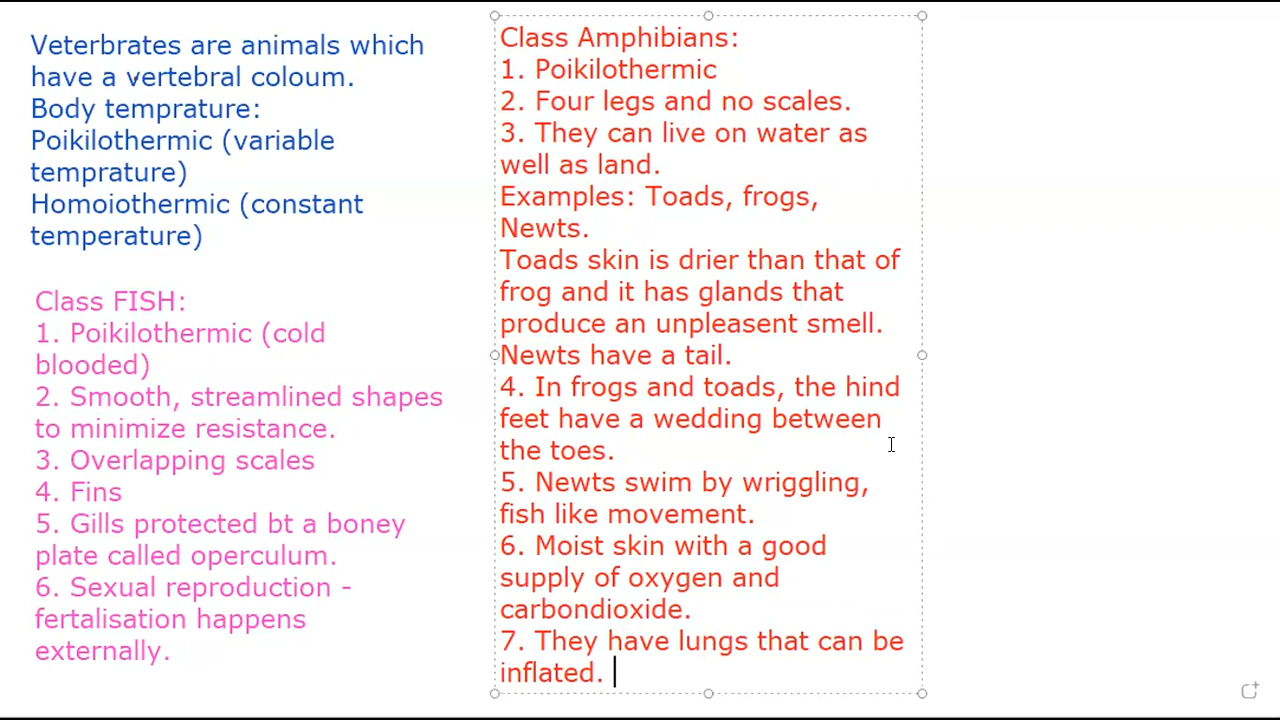 Veterbrates are animals which
have a vertebral coloum.
Body temprature:
Poikilothermic (variable
temprature)
Homoiothermic (constant
temperature)
Class FISH:
1. Poikilothermic (cold
blooded)
2. Smooth, streamlined shapes
to minimize resistance.
3. Overlapping scales
4. Fins
5. Gills protected bt a boney
plate called operculum.
6. Sexual reproduction -
fertalisation happens
externally.
Class Amphibians:
1. Poikilothermic
2. Four legs and no scales.
3. They can live on water as
well as land.
Examples: Toads, frogs,
Newts.
Toads skin is drier than that of
frog and it has glands that
produce an unpleasent smell.
Newts have a tail.
4. In frogs and toads, the hind
feet have a wedding between
the toes.
5. Newts swim by wriggling,
fish like movement.
6. Moist skin with a good
supply of oxygen and
carbondioxide.
7. They have lungs that can be
inflated.